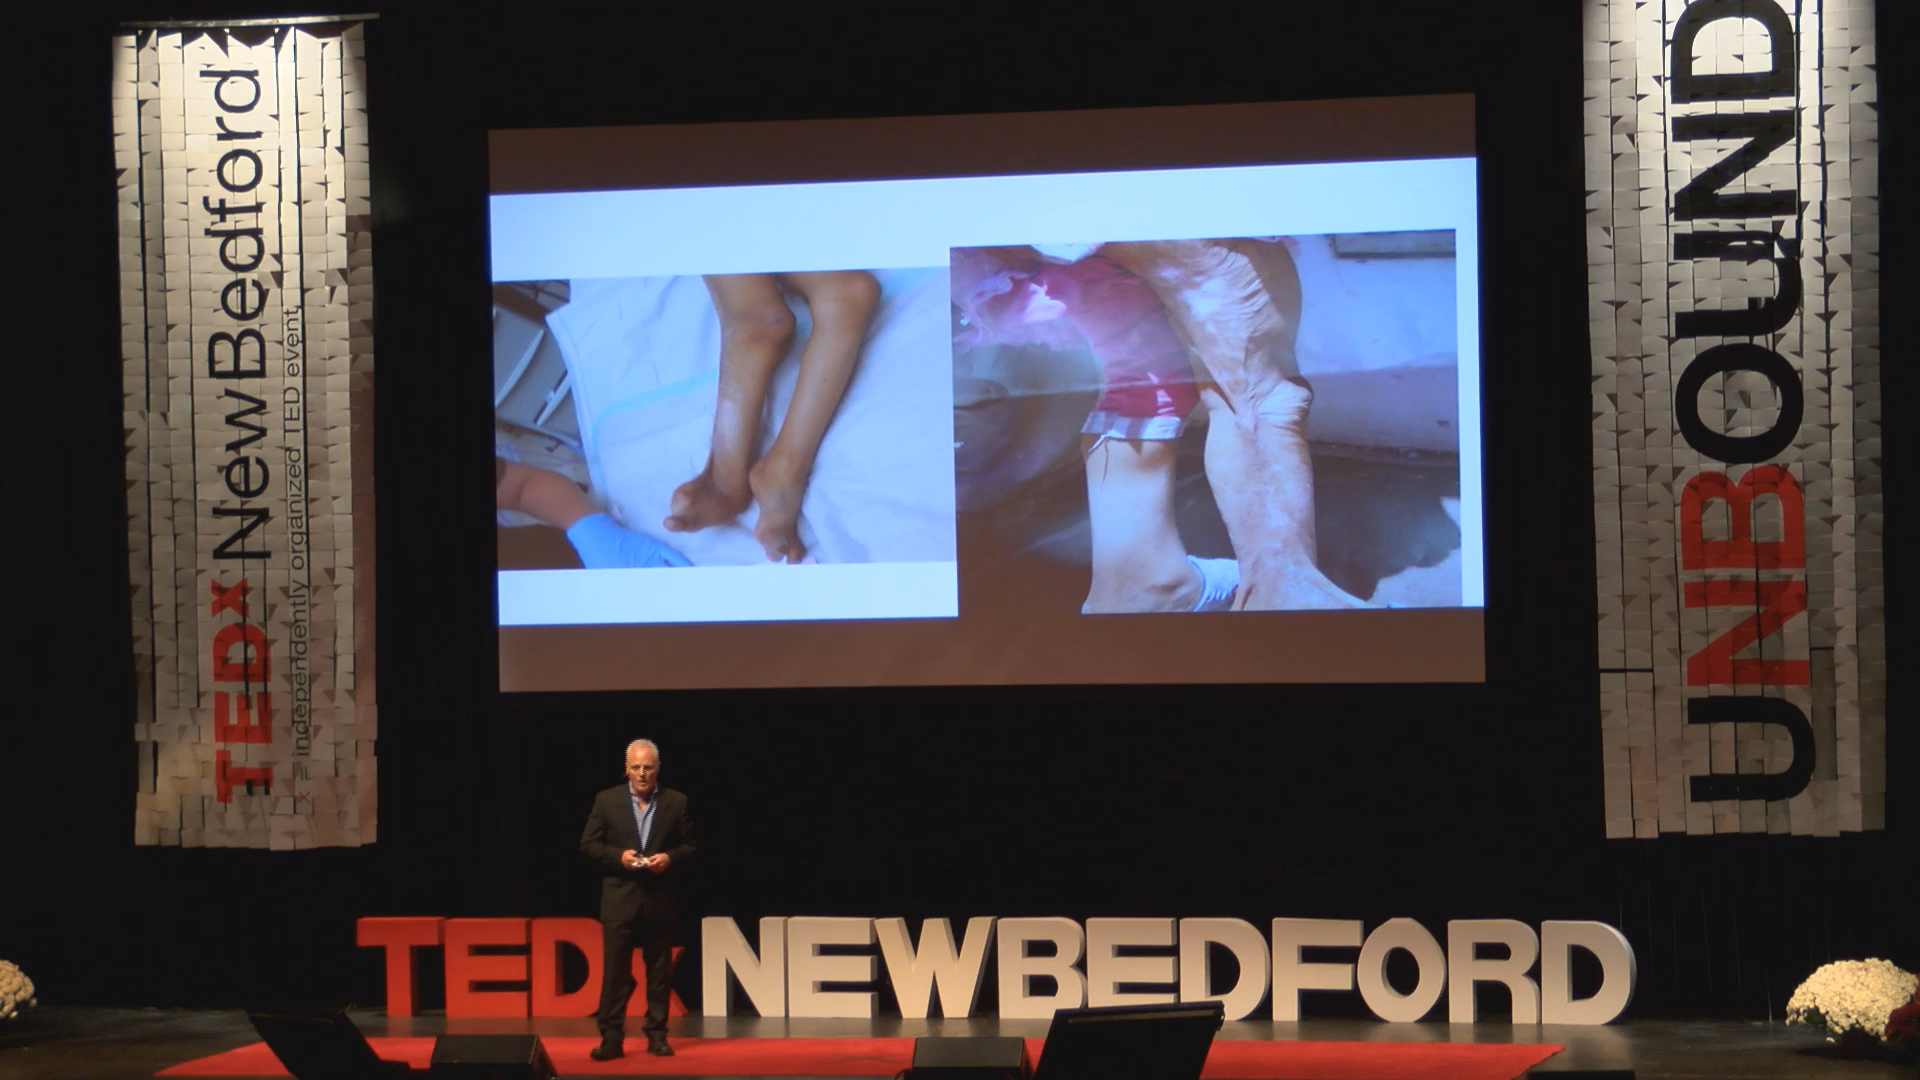 TEDxNewBedford
x = independently organized TED event
UNBOUND
TEDxNEWBEDFORD